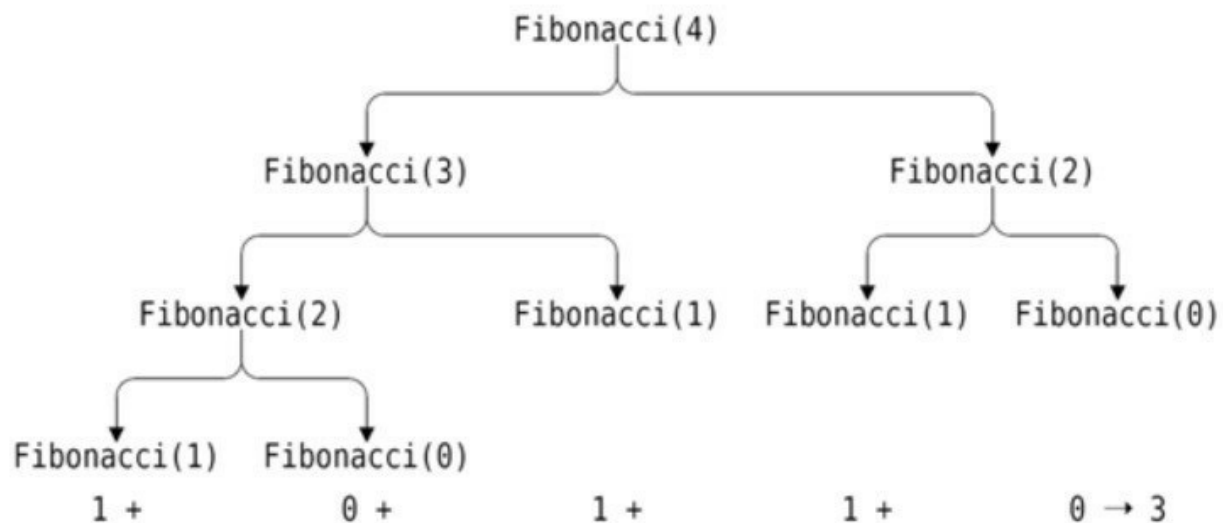 Fibonacci(4)
Fibonacci(3) Fibonacci(2)
Fibonacci(2) Fibonacci(1) Fibonacci(1) Fibonacci(0)
Fibonacci(1) Fibonacci(0)
1 + 0 + 1 + 1 + 0 → 3